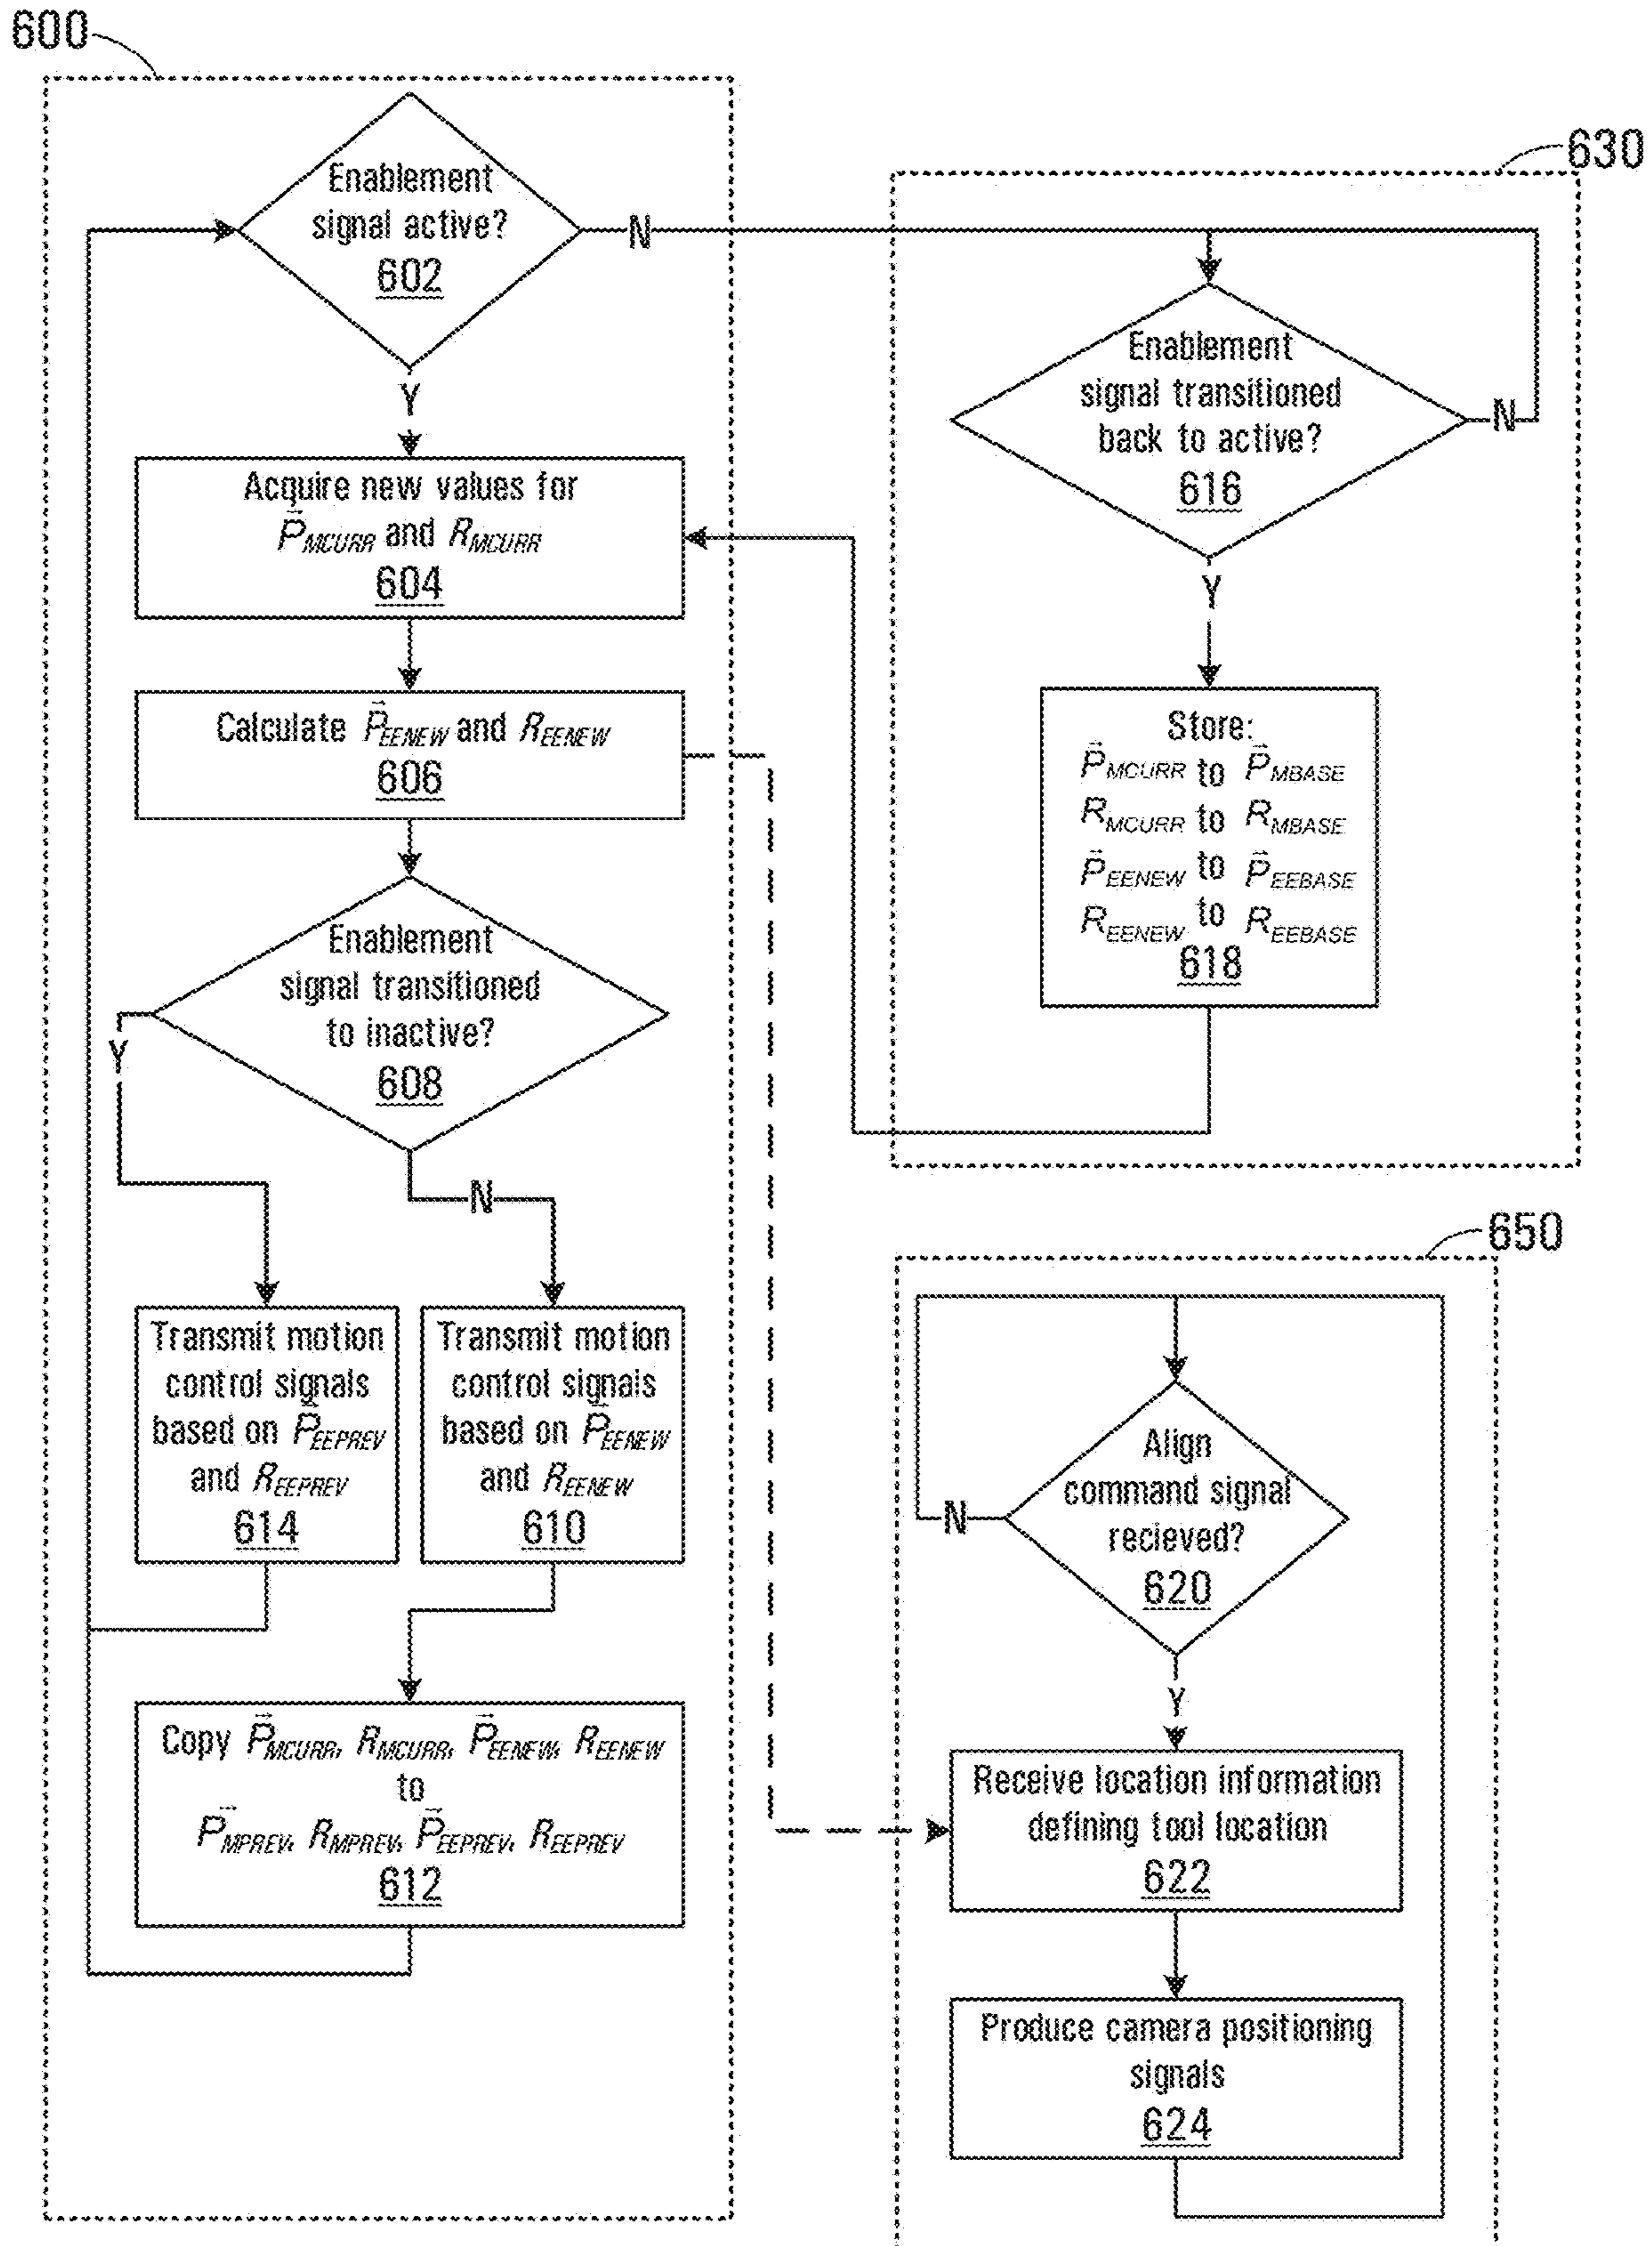 600
Enablement
signal active?
602
N
Y
Acquire new values for
P⃗MCURR and RMCURR
604
Calculate P⃗EENEW and REENEW
606
Enablement
signal transitioned
to inactive?
608
Y
N
Transmit motion
control signals
based on P⃗EEPREV
and REEPREV
614
Transmit motion
control signals
based on P⃗EENEW
and REENEW
610
Copy P⃗MCURR, RMCURR, P⃗EENEW, REENEW
to
P⃗MPREV, RMPREV, P⃗EEPREV, REEPREV
612
630
Enablement
signal transitioned
back to active?
616
N
Y
Store:
P⃗MCURR to P⃗MBASE
RMCURR to RMBASE
P⃗EENEW to P⃗EEBASE
REENEW to REEBASE
618
650
Align
command signal
recieved?
620
N
Y
Receive location information
defining tool location
622
Produce camera positioning
signals
624